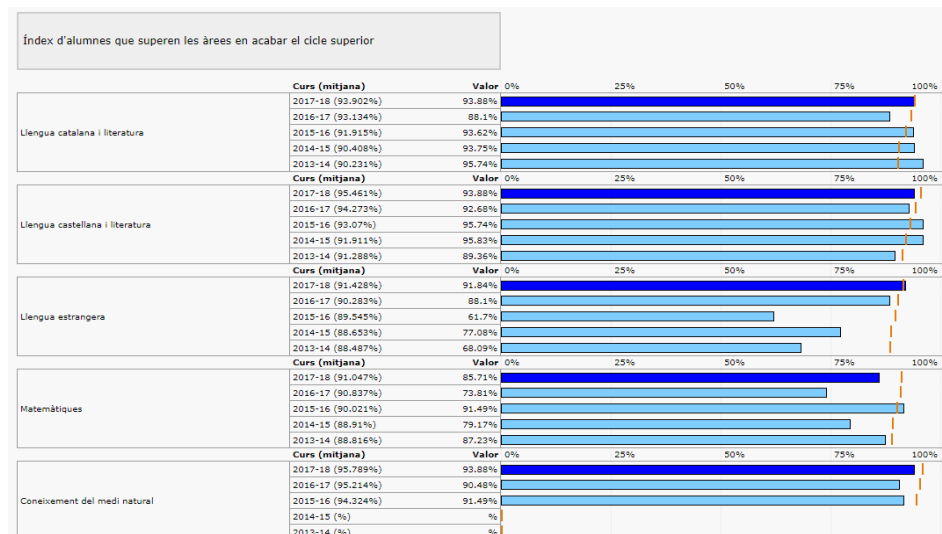 Índex d'alumnes que superen les àrees en acabar el cicle superior
Curs (mitjana) Valor 0% 25% 50% 75% 100%
Llengua catalana i literatura
2017-18 (93.902%) 93.88%
2016-17 (93.134%) 88.1%
2015-16 (91.915%) 93.62%
2014-15 (90.408%) 93.75%
2013-14 (90.231%) 95.74%
Curs (mitjana) Valor 0% 25% 50% 75% 100%
Llengua castellana i literatura
2017-18 (95.461%) 93.88%
2016-17 (94.273%) 92.68%
2015-16 (93.07%) 95.74%
2014-15 (91.911%) 95.83%
2013-14 (91.288%) 89.36%
Curs (mitjana) Valor 0% 25% 50% 75% 100%
Llengua estrangera
2017-18 (91.428%) 91.84%
2016-17 (90.283%) 88.1%
2015-16 (89.545%) 61.7%
2014-15 (88.653%) 77.08%
2013-14 (88.487%) 68.09%
Curs (mitjana) Valor 0% 25% 50% 75% 100%
Matemàtiques
2017-18 (91.047%) 85.71%
2016-17 (90.837%) 73.81%
2015-16 (90.021%) 91.49%
2014-15 (88.91%) 79.17%
2013-14 (88.816%) 87.23%
Curs (mitjana) Valor 0% 25% 50% 75% 100%
Coneixement del medi natural
2017-18 (95.789%) 93.88%
2016-17 (95.214%) 90.48%
2015-16 (94.324%) 91.49%
2014-15 (%) %
2013-14 (%) %